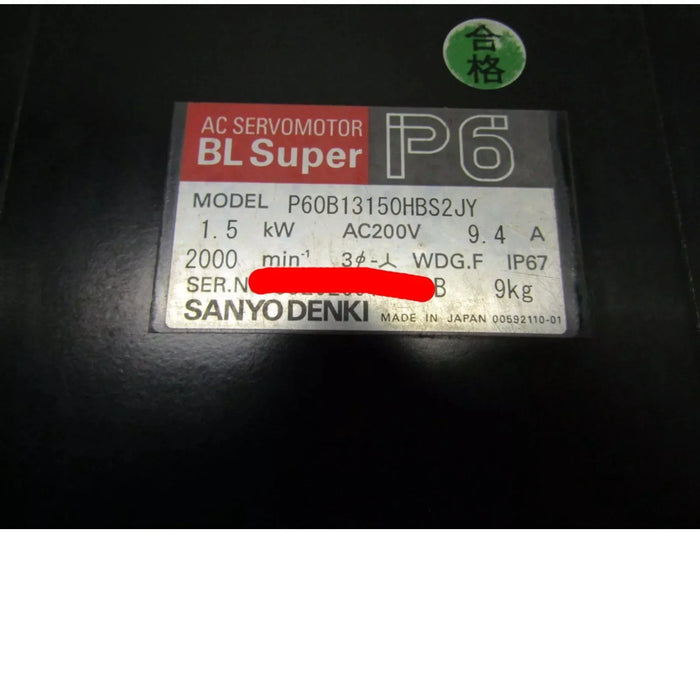 合格
AC SERVOMOTOR
BL Super P6
MODEL P60B13150HBS2JY
1.5 kW AC200V 9.4 A
2000 min⁻¹ 3ϕ-⅄ WDG.F IP67
SER.N B 9kg
SANYO DENKI MADE IN JAPAN 00592110-01